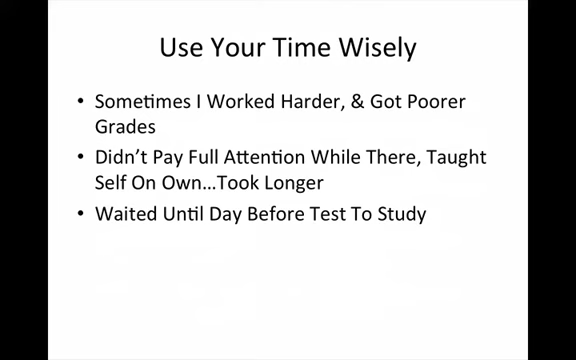 Use Your Time Wisely
• Sometimes I Worked Harder, & Got Poorer
Grades
• Didn't Pay Full Attention While There, Taught
Self On Own...Took Longer
• Waited Until Day Before Test To Study